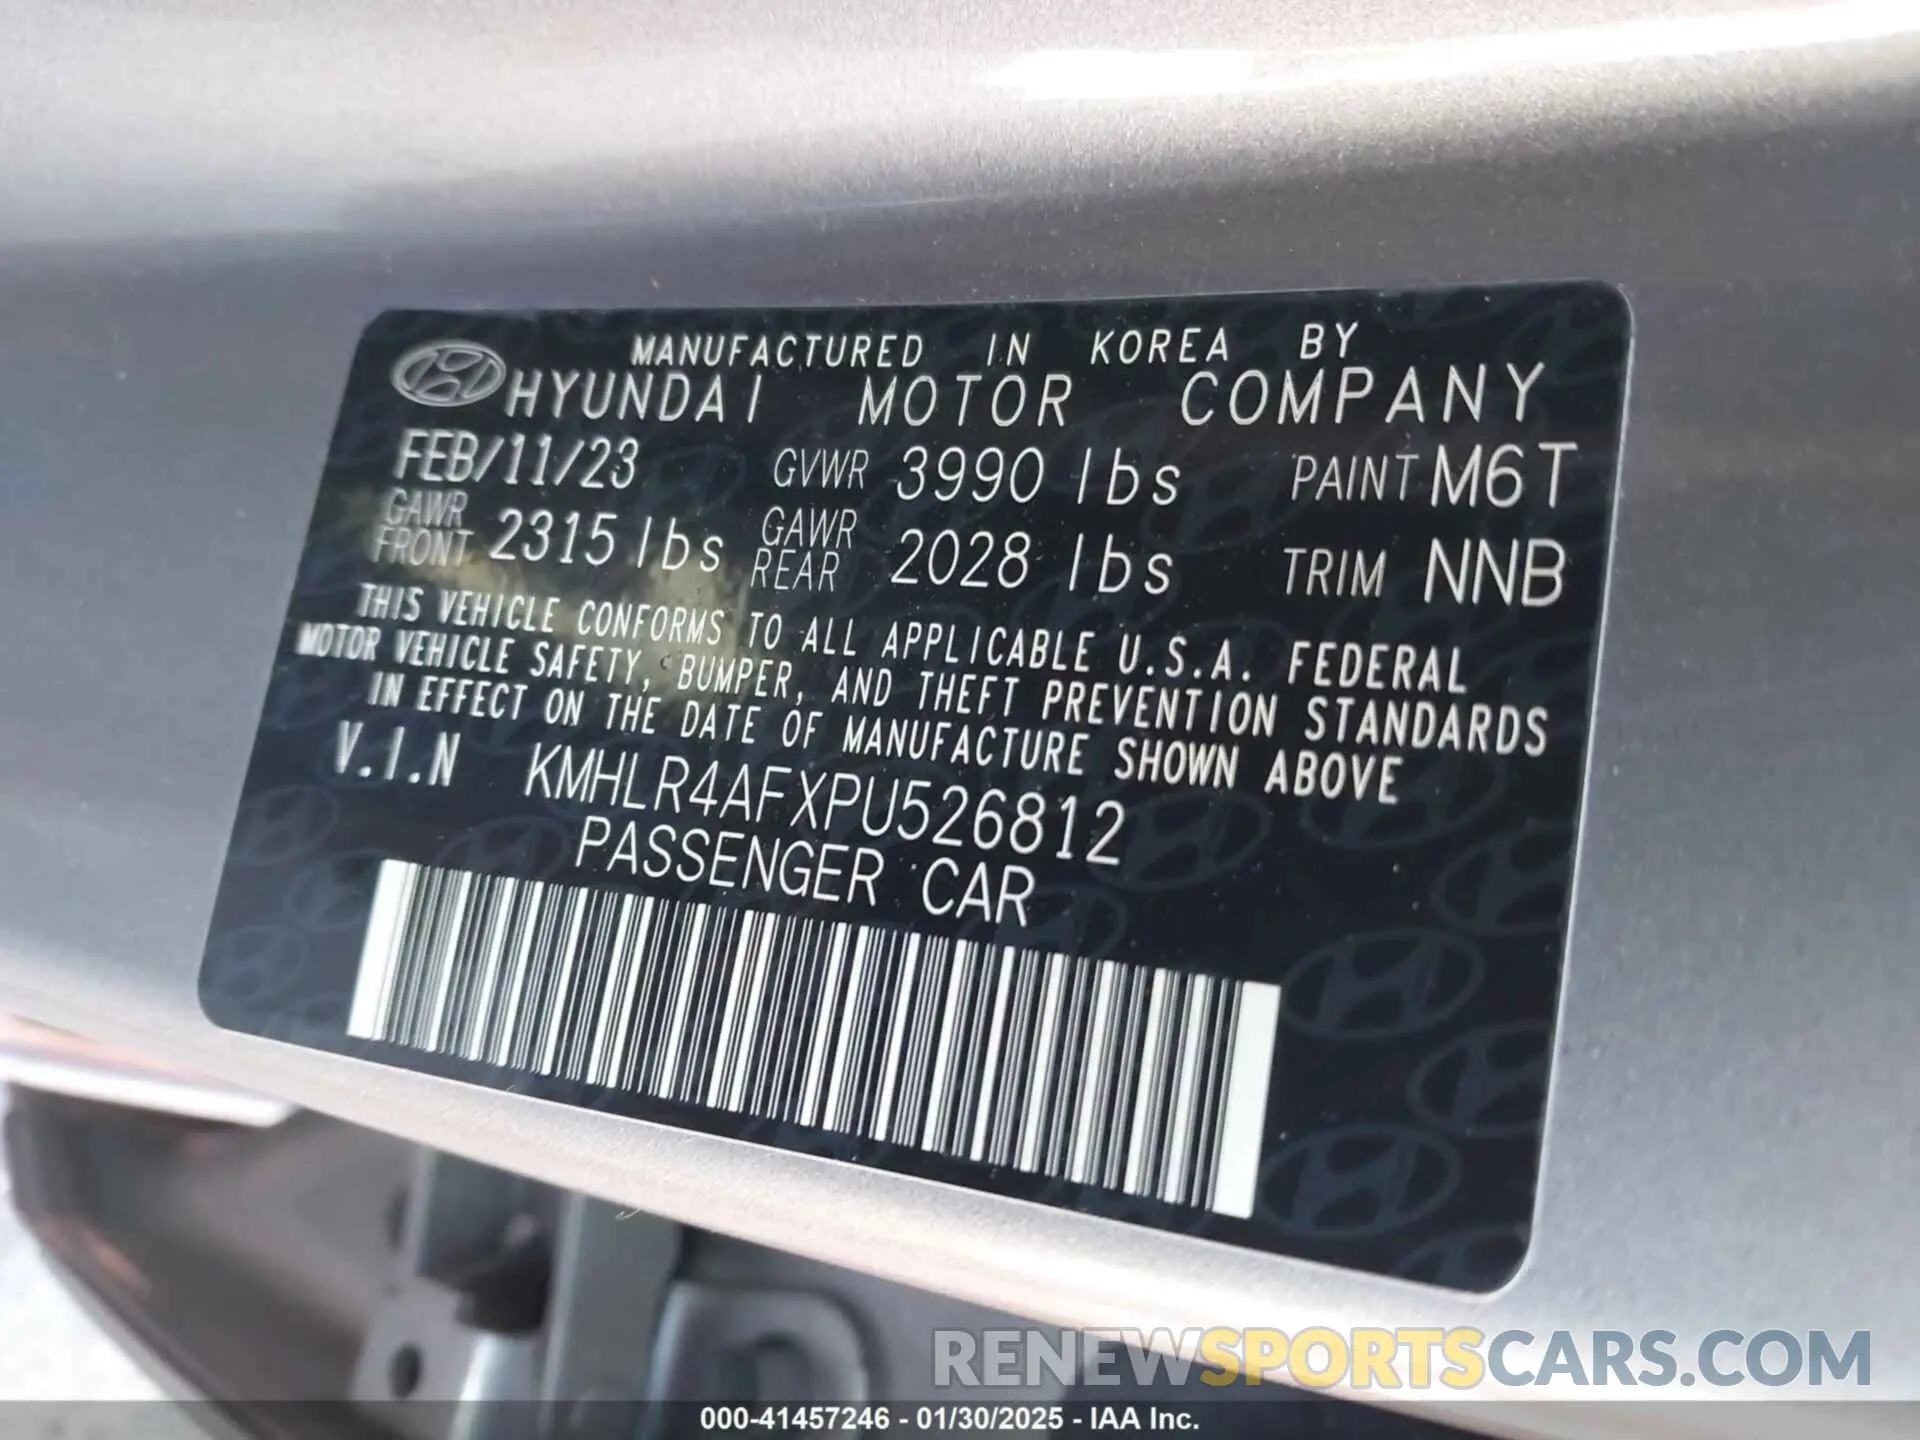 MANUFACTURED IN KOREA BY
HYUNDAI MOTOR COMPANY
FEB/11/23 GVWR 3990 lbs PAINT M6T
GAWR FRONT 2315 lbs GAWR REAR 2028 lbs TRIM NNB
THIS VEHICLE CONFORMS TO ALL APPLICABLE U.S.A. FEDERAL
MOTOR VEHICLE SAFETY, BUMPER, AND THEFT PREVENTION STANDARDS
IN EFFECT ON THE DATE OF MANUFACTURE SHOWN ABOVE
V.I.N KMHLR4AFXPU526812
PASSENGER CAR
RENEWSPORTSCARS.COM
000-41457246 - 01/30/2025 - IAA Inc.